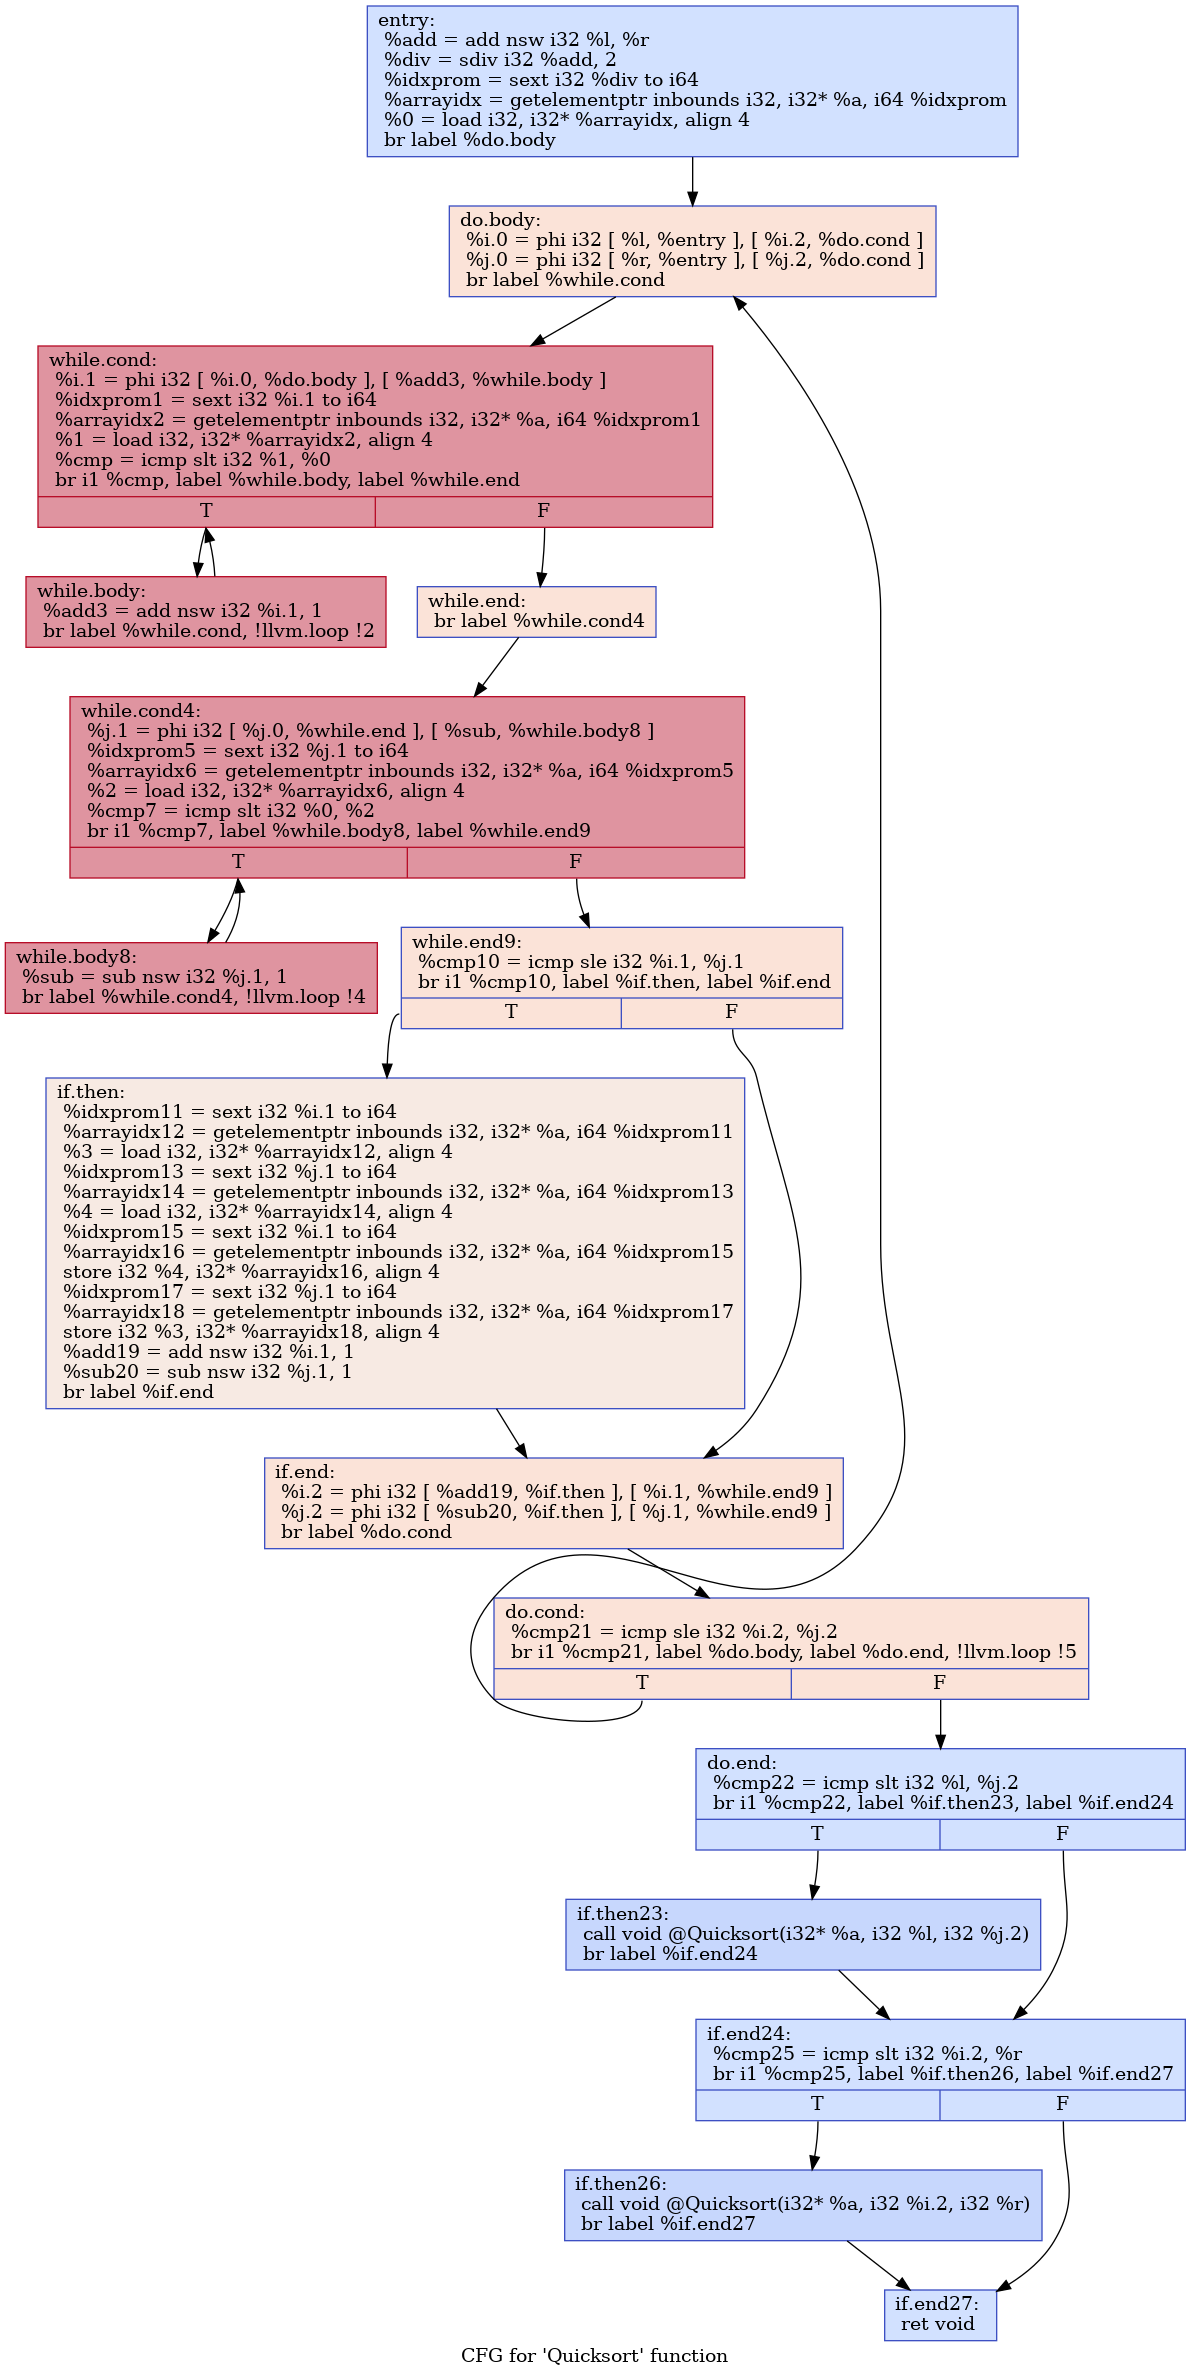 entry:
%add = add nsw i32 %l, %r
%div = sdiv i32 %add, 2
%idxprom = sext i32 %div to i64
%arrayidx = getelementptr inbounds i32, i32* %a, i64 %idxprom
%0 = load i32, i32* %arrayidx, align 4
br label %do.body
do.body:
%i.0 = phi i32 [ %l, %entry ], [ %i.2, %do.cond ]
%j.0 = phi i32 [ %r, %entry ], [ %j.2, %do.cond ]
br label %while.cond
while.cond:
%i.1 = phi i32 [ %i.0, %do.body ], [ %add3, %while.body ]
%idxprom1 = sext i32 %i.1 to i64
%arrayidx2 = getelementptr inbounds i32, i32* %a, i64 %idxprom1
%1 = load i32, i32* %arrayidx2, align 4
%cmp = icmp slt i32 %1, %0
br i1 %cmp, label %while.body, label %while.end
T F
while.body:
%add3 = add nsw i32 %i.1, 1
br label %while.cond, !llvm.loop !2
while.end:
br label %while.cond4
while.cond4:
%j.1 = phi i32 [ %j.0, %while.end ], [ %sub, %while.body8 ]
%idxprom5 = sext i32 %j.1 to i64
%arrayidx6 = getelementptr inbounds i32, i32* %a, i64 %idxprom5
%2 = load i32, i32* %arrayidx6, align 4
%cmp7 = icmp slt i32 %0, %2
br i1 %cmp7, label %while.body8, label %while.end9
T F
while.body8:
%sub = sub nsw i32 %j.1, 1
br label %while.cond4, !llvm.loop !4
while.end9:
%cmp10 = icmp sle i32 %i.1, %j.1
br i1 %cmp10, label %if.then, label %if.end
T F
if.then:
%idxprom11 = sext i32 %i.1 to i64
%arrayidx12 = getelementptr inbounds i32, i32* %a, i64 %idxprom11
%3 = load i32, i32* %arrayidx12, align 4
%idxprom13 = sext i32 %j.1 to i64
%arrayidx14 = getelementptr inbounds i32, i32* %a, i64 %idxprom13
%4 = load i32, i32* %arrayidx14, align 4
%idxprom15 = sext i32 %i.1 to i64
%arrayidx16 = getelementptr inbounds i32, i32* %a, i64 %idxprom15
store i32 %4, i32* %arrayidx16, align 4
%idxprom17 = sext i32 %j.1 to i64
%arrayidx18 = getelementptr inbounds i32, i32* %a, i64 %idxprom17
store i32 %3, i32* %arrayidx18, align 4
%add19 = add nsw i32 %i.1, 1
%sub20 = sub nsw i32 %j.1, 1
br label %if.end
if.end:
%i.2 = phi i32 [ %add19, %if.then ], [ %i.1, %while.end9 ]
%j.2 = phi i32 [ %sub20, %if.then ], [ %j.1, %while.end9 ]
br label %do.cond
do.cond:
%cmp21 = icmp sle i32 %i.2, %j.2
br i1 %cmp21, label %do.body, label %do.end, !llvm.loop !5
T F
do.end:
%cmp22 = icmp slt i32 %l, %j.2
br i1 %cmp22, label %if.then23, label %if.end24
T F
if.then23:
call void @Quicksort(i32* %a, i32 %l, i32 %j.2)
br label %if.end24
if.end24:
%cmp25 = icmp slt i32 %i.2, %r
br i1 %cmp25, label %if.then26, label %if.end27
T F
if.then26:
call void @Quicksort(i32* %a, i32 %i.2, i32 %r)
br label %if.end27
if.end27:
ret void
CFG for 'Quicksort' function